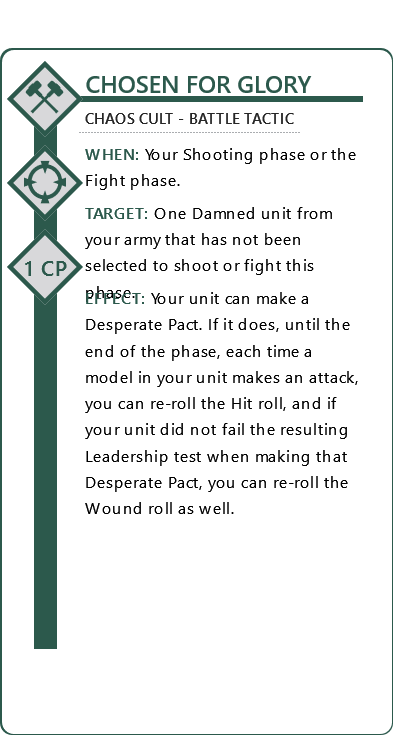 CHOSEN FOR GLORY
CHAOS CULT - BATTLE TACTIC
WHEN: Your Shooting phase or the
Fight phase.
TARGET: One Damned unit from
your army that has not been
1 CP
selected to shoot or fight this
phase.
EFFECT: Your unit can make a
Desperate Pact. If it does, until the
end of the phase, each time a
model in your unit makes an attack,
you can re-roll the Hit roll, and if
your unit did not fail the resulting
Leadership test when making that
Desperate Pact, you can re-roll the
Wound roll as well.